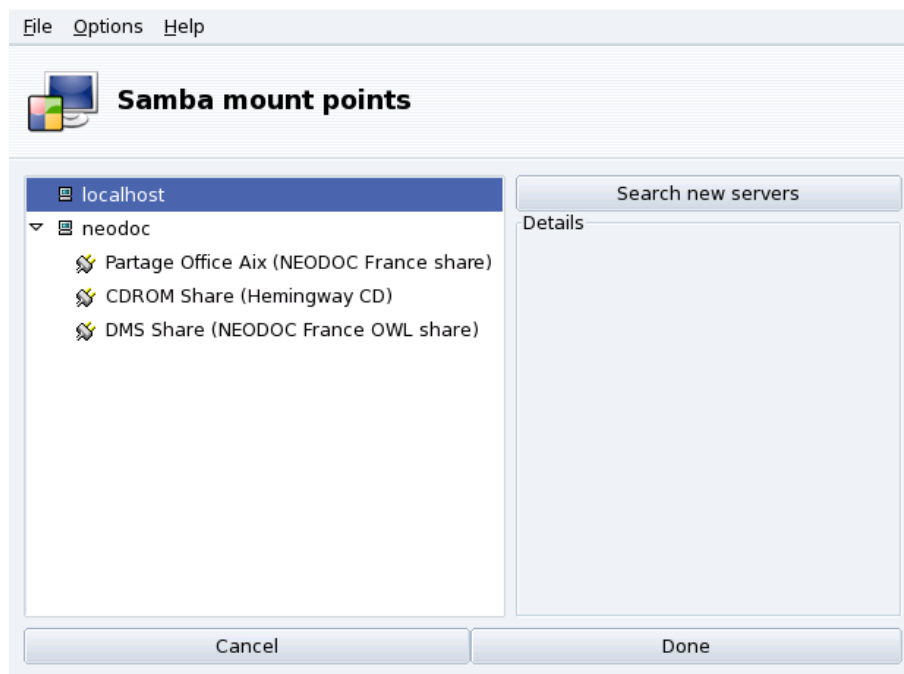 File Options Help
Samba mount points
localhost
neodoc
Partage Office Aix (NEODOC France share)
CDROM Share (Hemingway CD)
DMS Share (NEODOC France OWL share)
Search new servers
Details
Cancel
Done